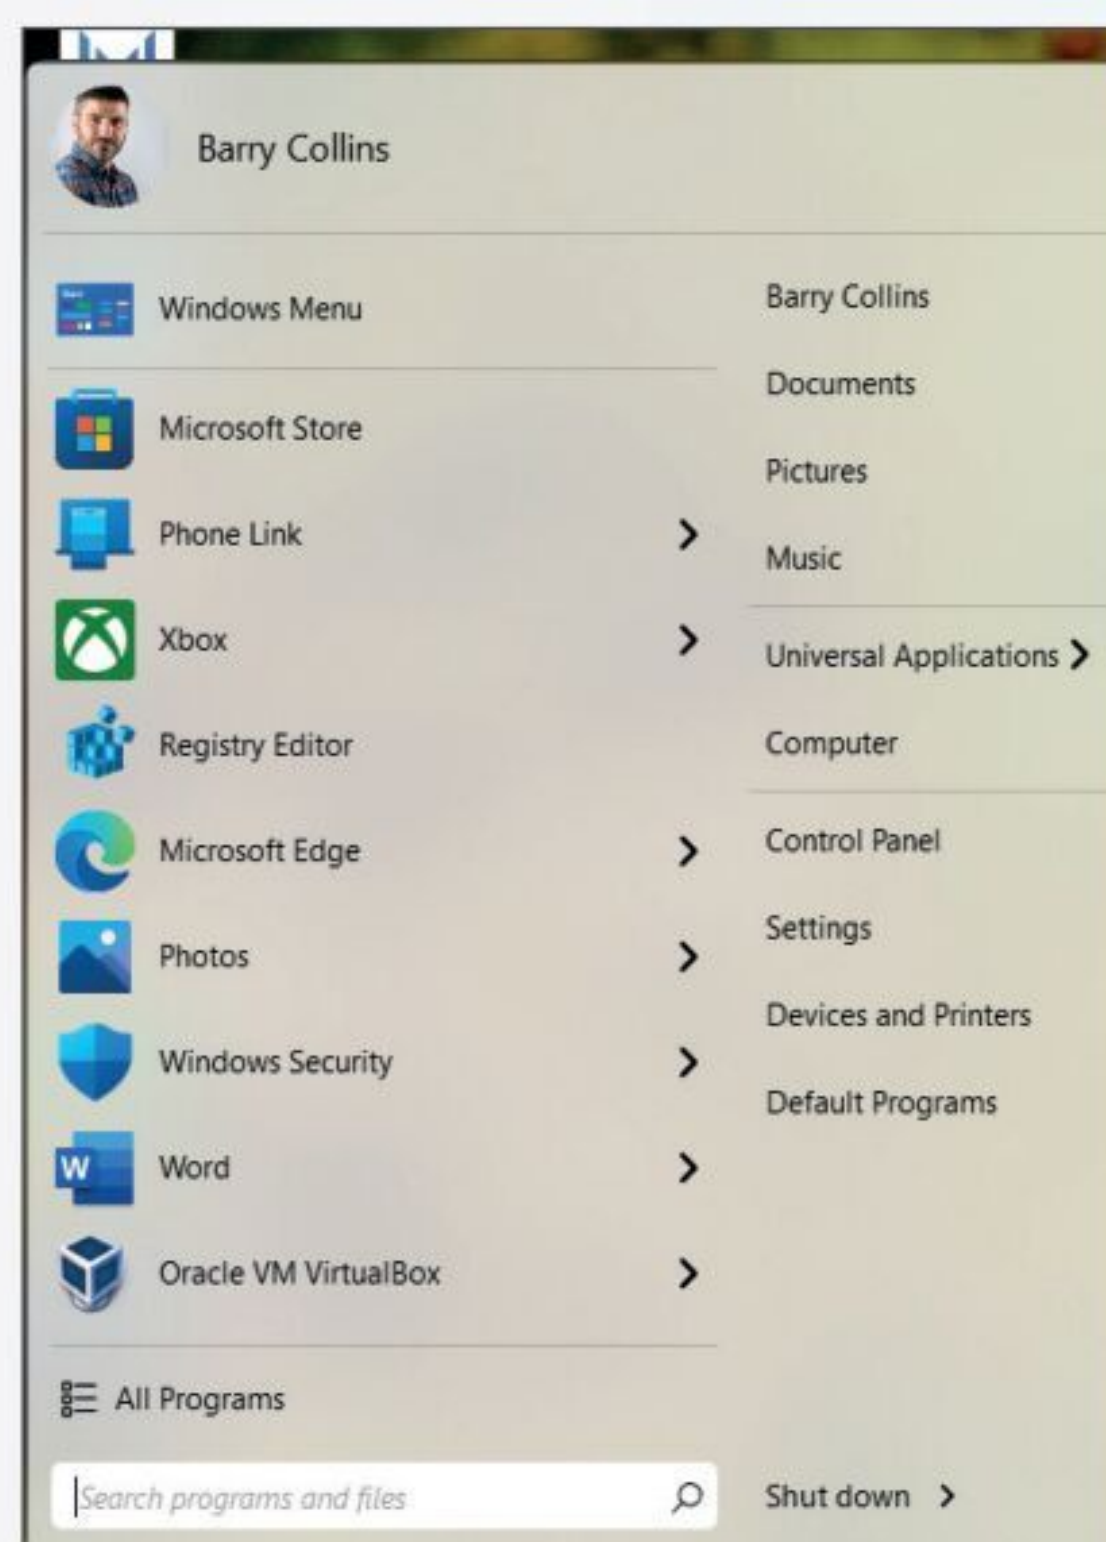 Barry Collins
Windows Menu
Microsoft Store
Phone Link
Xbox
Registry Editor
Microsoft Edge
Photos
Windows Security
W
Word
Oracle VM VirtualBox
All Programs
Search programs and files
Barry Collins
Documents
Pictures
Music
Universal Applications
Computer
Control Panel
Settings
Devices and Printers
Default Programs
Shut down